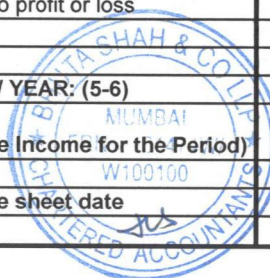 o profit or loss
YEAR: (5-6)
e Income for the Period)
e sheet date
BANSI SHAH & CO LLP
MUMBAI
W100100
CHARTERED ACCOUNTANTS